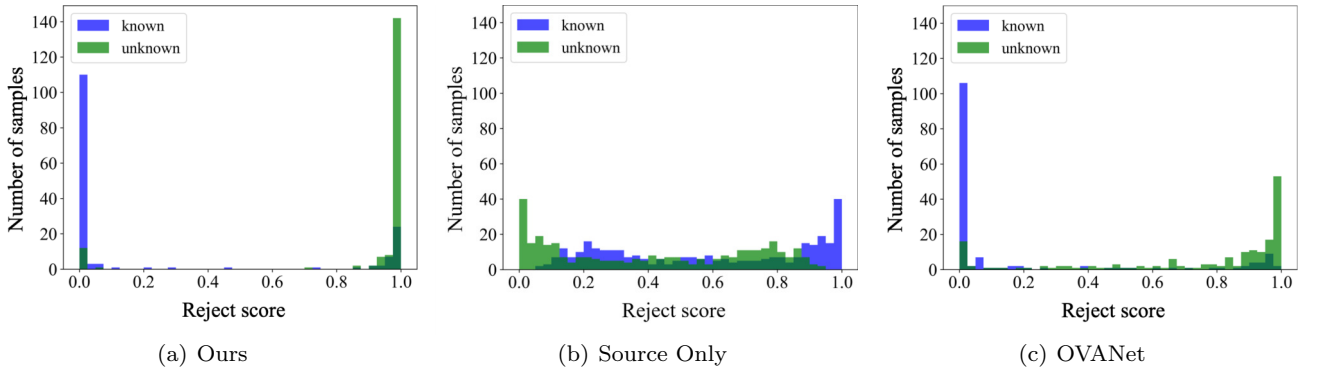 known
unknown
140
120
100
80
60
40
20
0
Number of samples
0.0 0.2 0.4 0.6 0.8 1.0
Reject score
(a) Ours
known
unknown
140
120
100
80
60
40
20
0
Number of samples
0.0 0.2 0.4 0.6 0.8 1.0
Reject score
(b) Source Only
known
unknown
140
120
100
80
60
40
20
0
Number of samples
0.0 0.2 0.4 0.6 0.8 1.0
Reject score
(c) OVANet